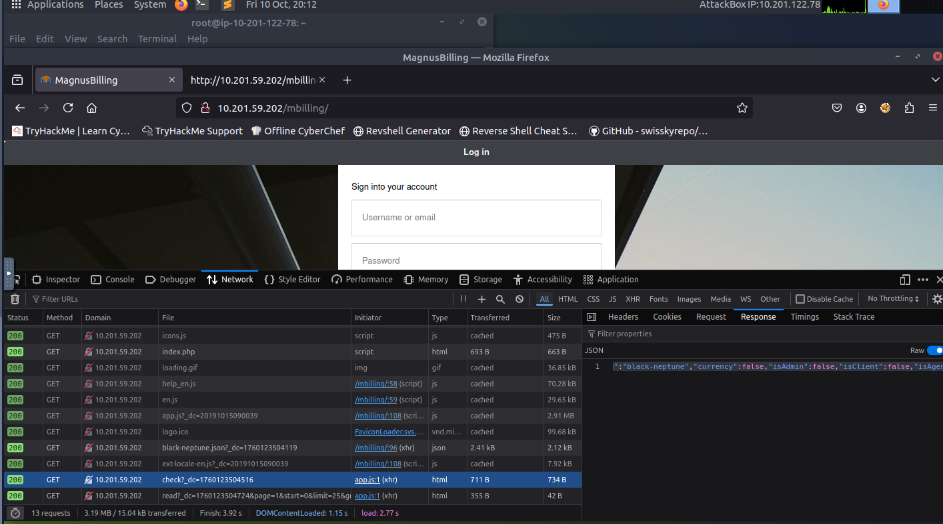 Applications Places System Fri 10 Oct, 20:12 AttackBox IP:10.201.122.78
root@ip-10-201-122-78: ~
File Edit View Search Terminal Help
MagnusBilling — Mozilla Firefox
MagnusBilling × http://10.201.59.202/mbillin × +
10.201.59.202/mbilling/
TryHackMe | Learn Cy… TryHackMe Support Offline CyberChef Revshell Generator Reverse Shell Cheat S… GitHub - swisskyrepo/…
Log in
Sign into your account
Username or email
Password
Inspector Console Debugger Network Style Editor Performance Memory Storage Accessibility Application
Filter URLs All HTML CSS JS XHR Fonts Images Media WS Other Disable Cache No Throttling
Headers Cookies Request Response Timings Stack Trace
Status Method Domain File Initiator Type Transferred Size
Filter properties
200 GET 10.201.59.202 icons.js script js cached 475 B
JSON Raw
200 GET 10.201.59.202 index.php script html 693 B 663 B
1 ":"black-neptune","currency":false,"isAdmin":false,"isClient":false,"isAge
200 GET 10.201.59.202 loading.gif img gif cached 36.85 kB
200 GET 10.201.59.202 help_en.js /mbilling/:58 (script) js cached 70.28 kB
200 GET 10.201.59.202 en.js /mbilling/:59 (script) js cached 29.65 kB
200 GET 10.201.59.202 app.js?_dc=20191015090039 /mbilling/:108 (scri… js cached 2.91 MB
200 GET 10.201.59.202 logo.ico FaviconLoader.sys.… vnd.mi… cached 99.68 kB
200 GET 10.201.59.202 black-neptune.json?_dc=1760123504119 /mbilling/:96 (xhr) json 2.41 kB 2.12 kB
200 GET 10.201.59.202 ext-locale-en.js?_dc=20191015090039 /mbilling/:108 (scri… js cached 7.92 kB
200 GET 10.201.59.202 check?_dc=1760123504516 app.js:1 (xhr) html 711 B 734 B
200 GET 10.201.59.202 read?_dc=1760123504724&page=1&start=0&limit=25&g app.js:1 (xhr) html 355 B 42 B
13 requests 3.19 MB / 15.04 kB transferred Finish: 3.92 s DOMContentLoaded: 1.15 s load: 2.77 s